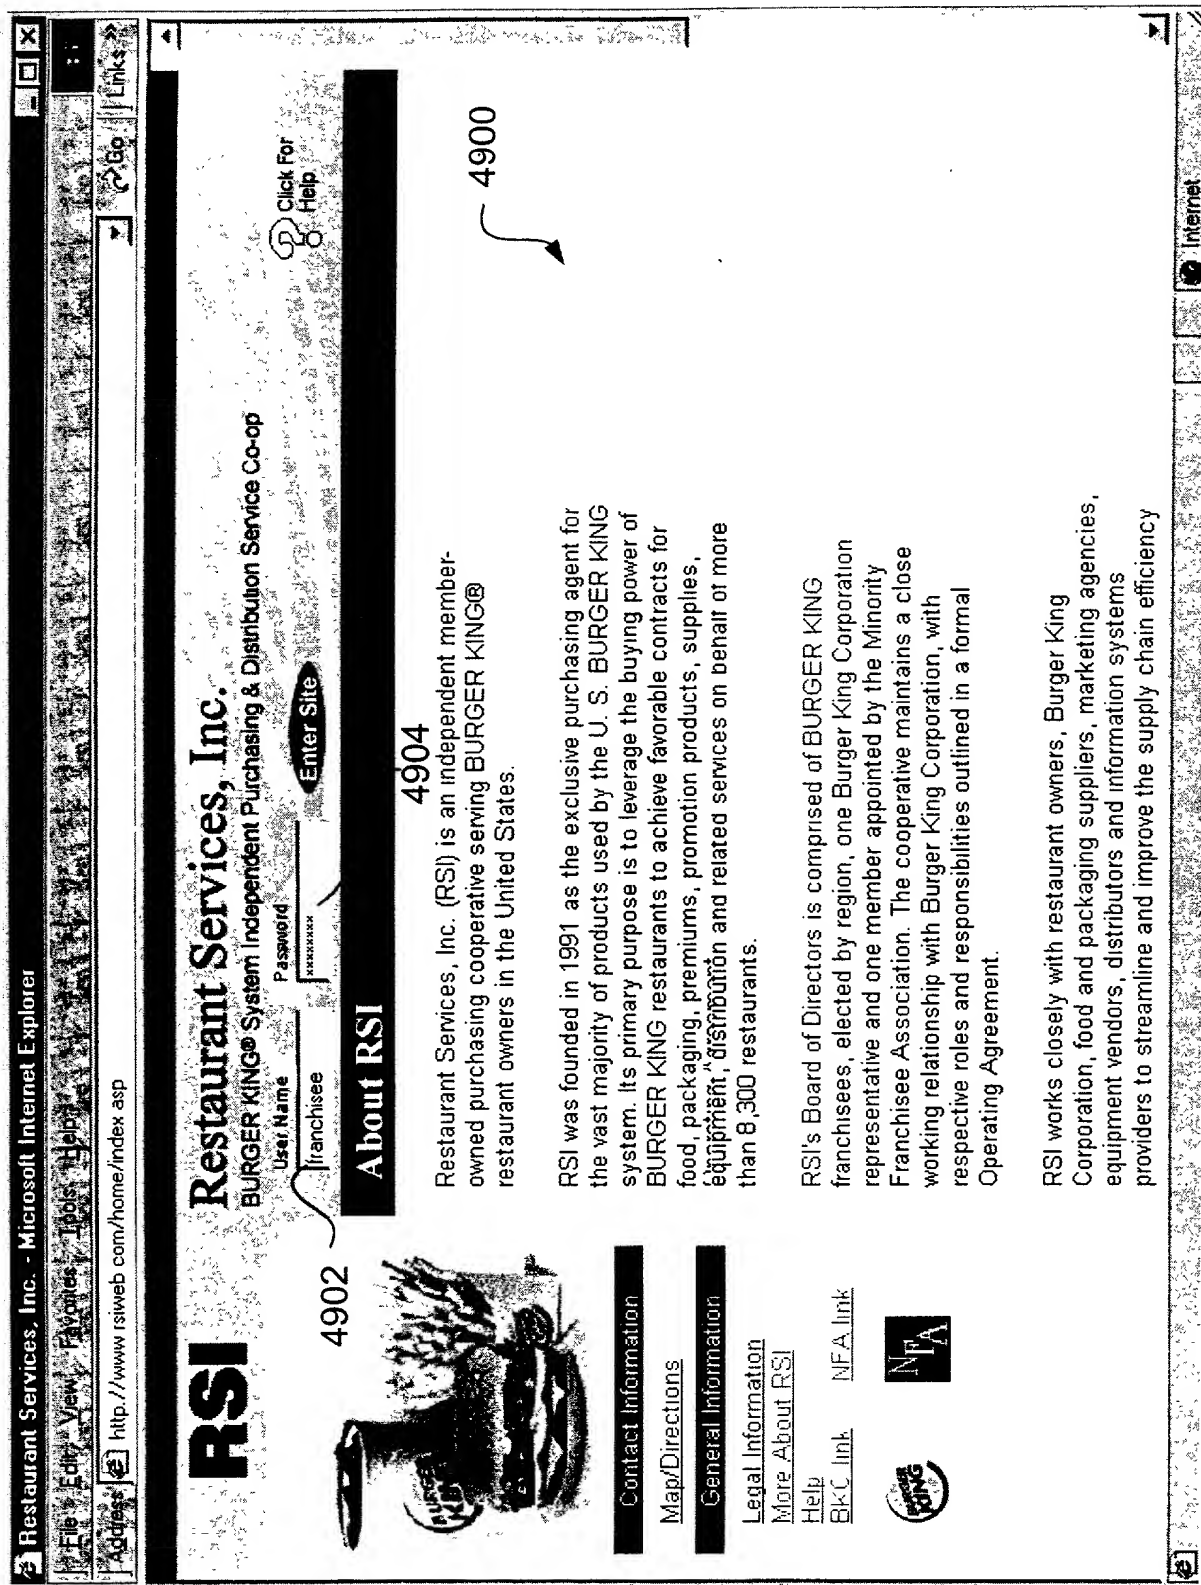 Restaurant Services, Inc. - Microsoft Internet Explorer
File Edit View Favorites Tools Help
Address http://www rsiweb com/home/index asp Go Links »
RSI
Restaurant Services, Inc.
BURGER KING® System Independent Purchasing & Distribution Service Co-op
User Name Password
franchisee xxxxxxxx Enter Site
Click For
Help
4902
4904
4900
About RSI
Restaurant Services, Inc. (RSI) is an independent member-
owned purchasing cooperative serving BURGER KING®
restaurant owners in the United States.
RSI was founded in 1991 as the exclusive purchasing agent for
the vast majority of products used by the U. S. BURGER KING
system. Its primary purpose is to leverage the buying power of
BURGER KING restaurants to achieve favorable contracts for
food, packaging, premiums, promotion products, supplies,
equipment, distribution and related services on behalf of more
than 8,300 restaurants.
RSI's Board of Directors is comprised of BURGER KING
franchisees, elected by region, one Burger King Corporation
representative and one member appointed by the Minority
Franchisee Association. The cooperative maintains a close
working relationship with Burger King Corporation, with
respective roles and responsibilities outlined in a formal
Operating Agreement.
RSI works closely with restaurant owners, Burger King
Corporation, food and packaging suppliers, marketing agencies,
equipment vendors, distributors and information systems
providers to streamline and improve the supply chain efficiency
BURGER
KING
Contact Information
Map/Directions
General Information
Legal Information
More About RSI
Help
BKC link NFA link
BURGER
KING
NFA
Internet